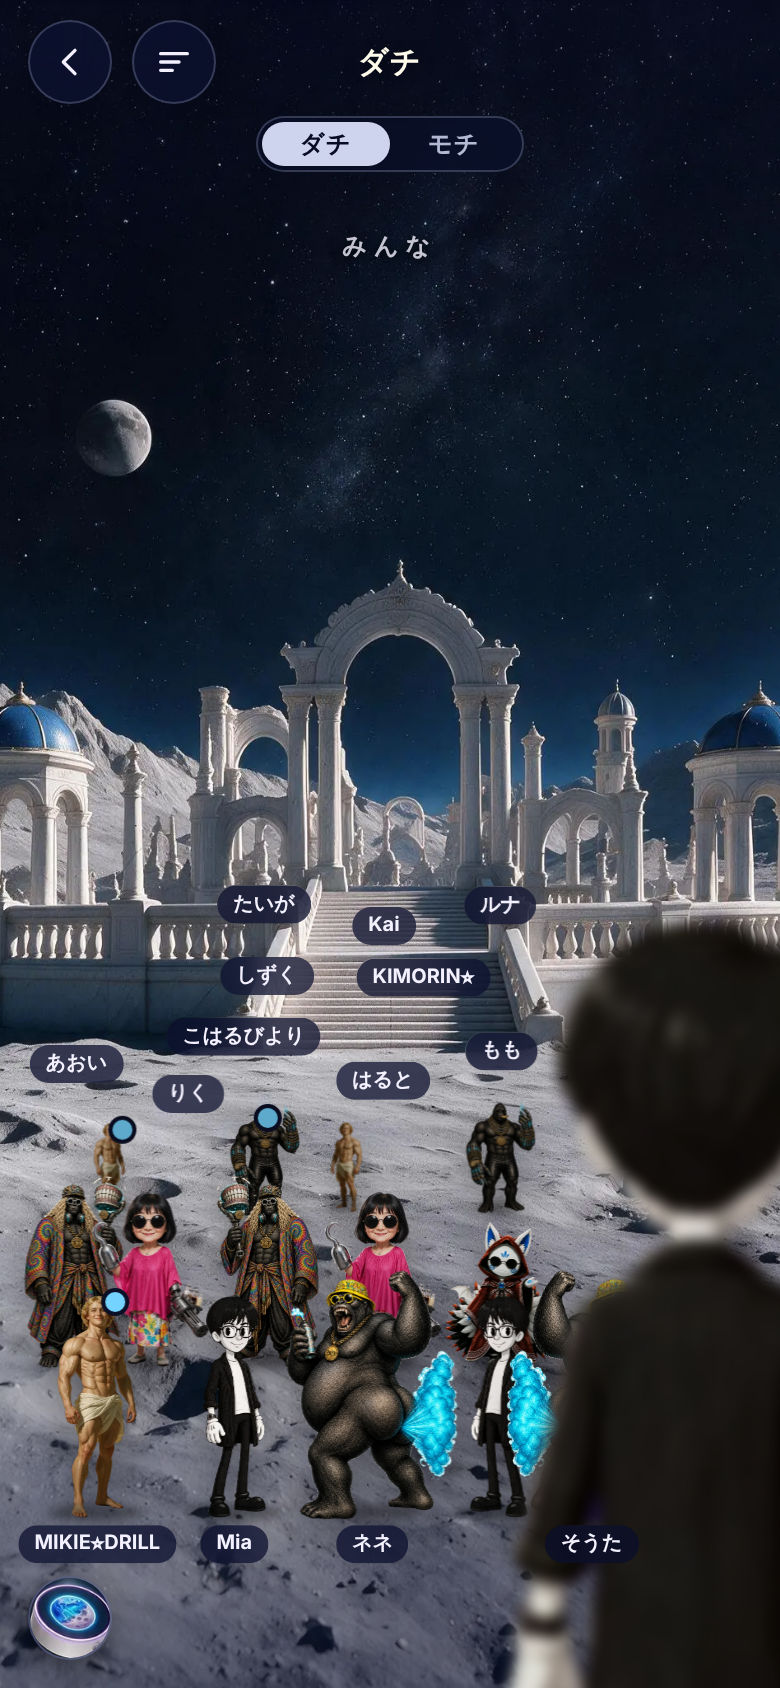 ダチ
ダチ
モチ
みんな
たいが
Kai
ルナ
しずく
KIMORIN★
こはるびより
もも
あおい
はると
りく
MIKIE★DRILL
Mia
ネネ
そうた